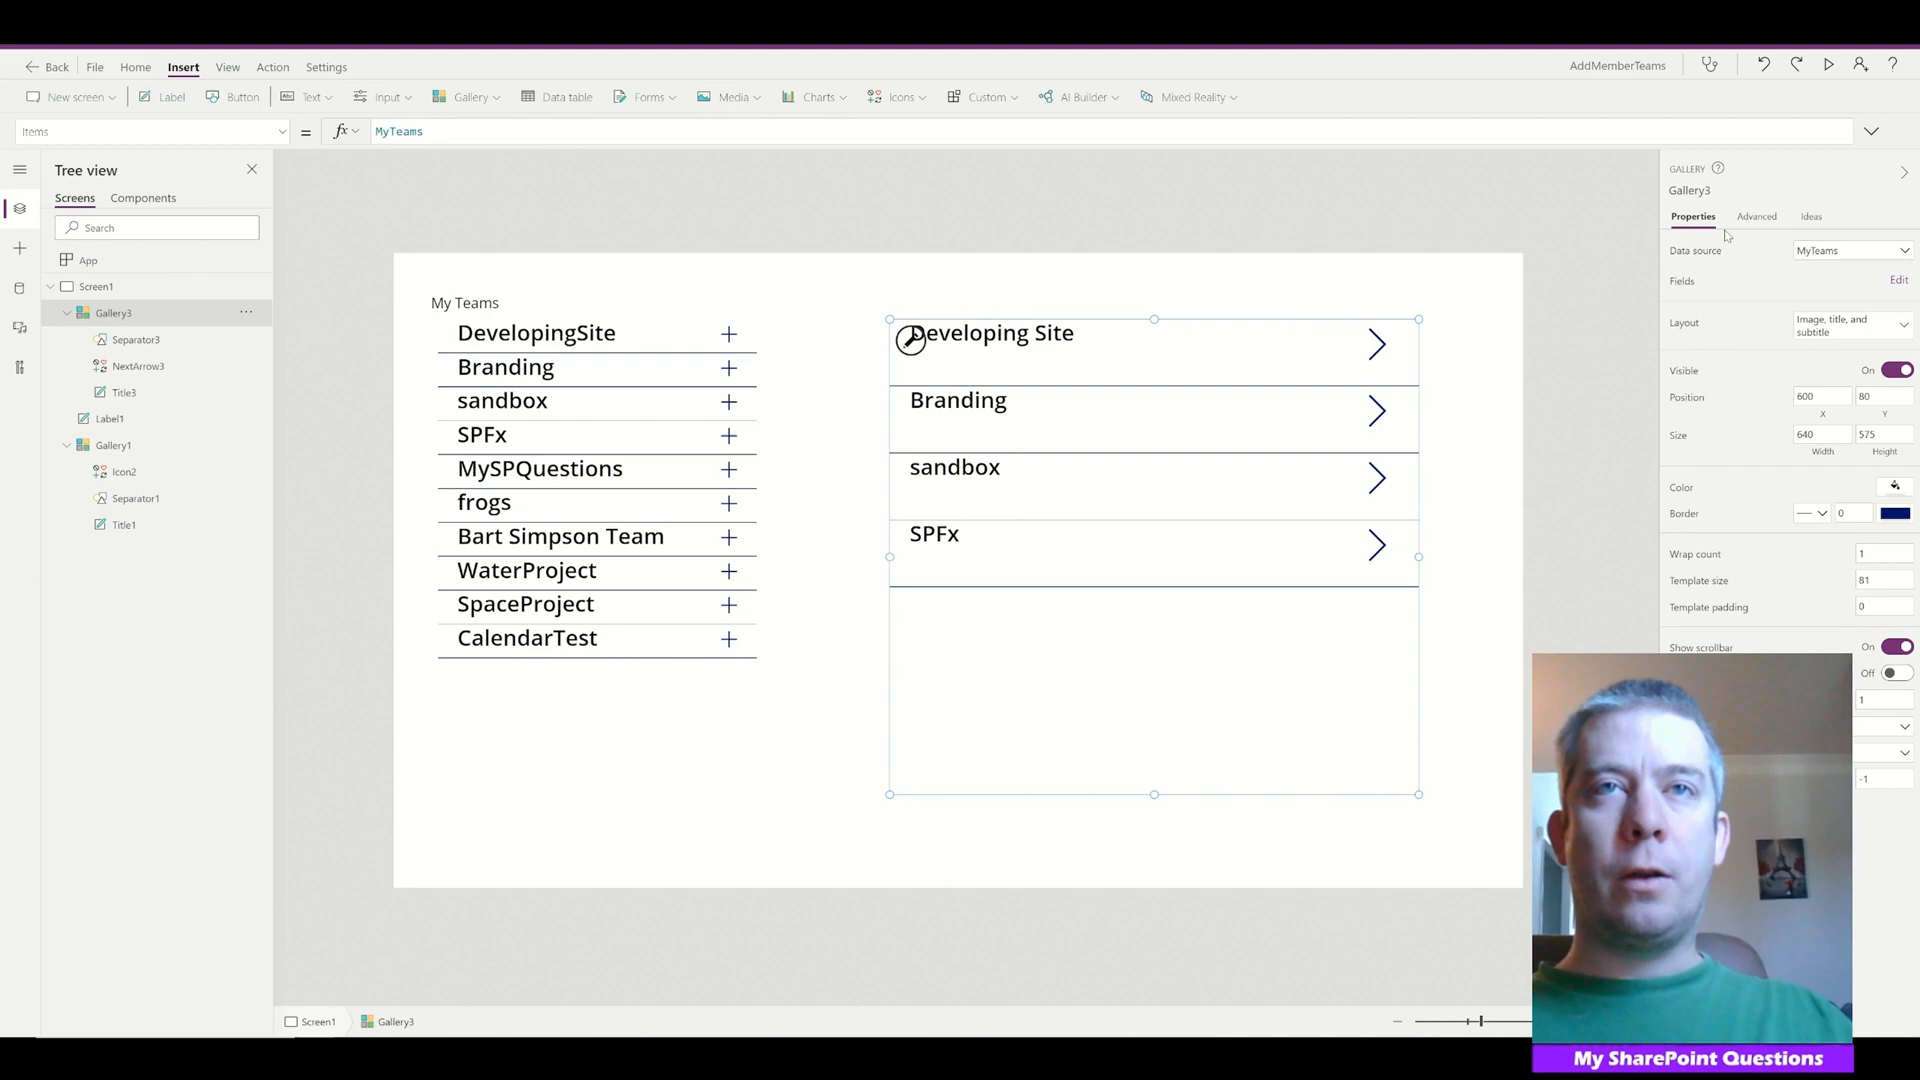 Back File Home Insert View Action Settings AddMemberTeams ?
New screen Label Button Text Input Gallery Data table Forms Media Charts Icons Custom AI Builder Mixed Reality
Items = fx MyTeams
Tree view
Screens Components
Search
App
Screen1
Gallery3 ...
Separator3
NextArrow3
Title3
Label1
Gallery1
Icon2
Separator1
Title1
My Teams
DevelopingSite
Branding
sandbox
SPFx
MySPQuestions
frogs
Bart Simpson Team
WaterProject
SpaceProject
CalendarTest
Developing Site
Branding
sandbox
SPFx
GALLERY ?
Gallery3
Properties Advanced Ideas
Data source MyTeams
Fields Edit
Layout Image, title, and
subtitle
Visible On
Position 600 80
X Y
Size 640 575
Width Height
Color
Border 0
Wrap count 1
Template size 81
Template padding 0
Show scrollbar On
Off
1
-1
Screen1 Gallery3
My SharePoint Questions